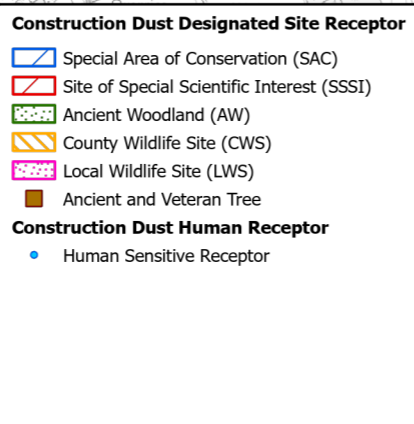 Construction Dust Designated Site Receptor
Special Area of Conservation (SAC)
Site of Special Scientific Interest (SSSI)
Ancient Woodland (AW)
County Wildlife Site (CWS)
Local Wildlife Site (LWS)
Ancient and Veteran Tree
Construction Dust Human Receptor
Human Sensitive Receptor